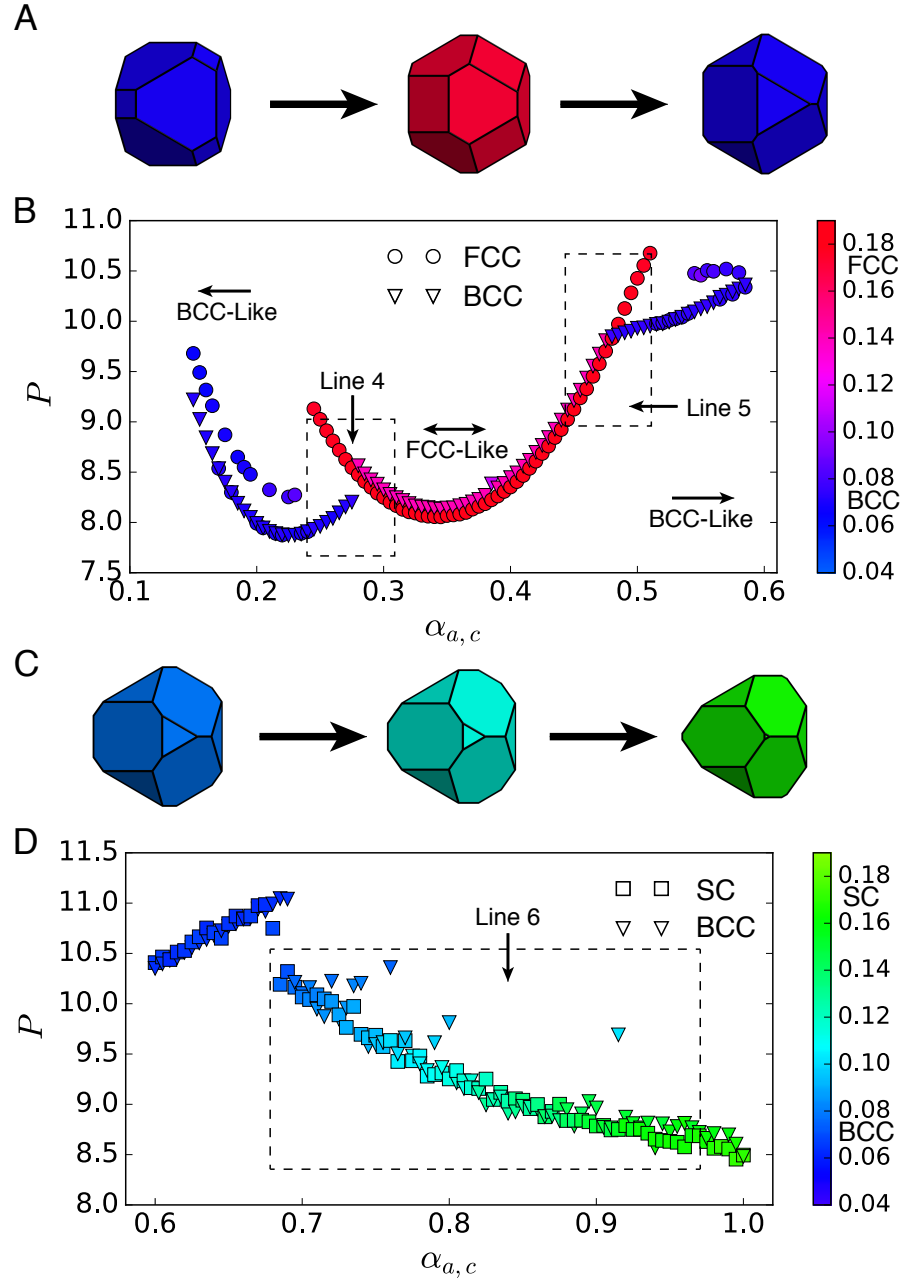 A
B
P
11.0
10.5
10.0
9.5
9.0
8.5
8.0
7.5
FCC
BCC
BCC-Like
Line 4
FCC-Like
Line 5
BCC-Like
0.1 0.2 0.3 0.4 0.5 0.6
α_{a,c}
0.18
FCC
0.16
0.14
0.12
0.10
0.08
BCC
0.06
0.04
C
D
P
11.5
11.0
10.5
10.0
9.5
9.0
8.5
8.0
SC
BCC
Line 6
0.6 0.7 0.8 0.9 1.0
α_{a,c}
0.18
SC
0.16
0.14
0.12
0.10
0.08
BCC
0.06
0.04